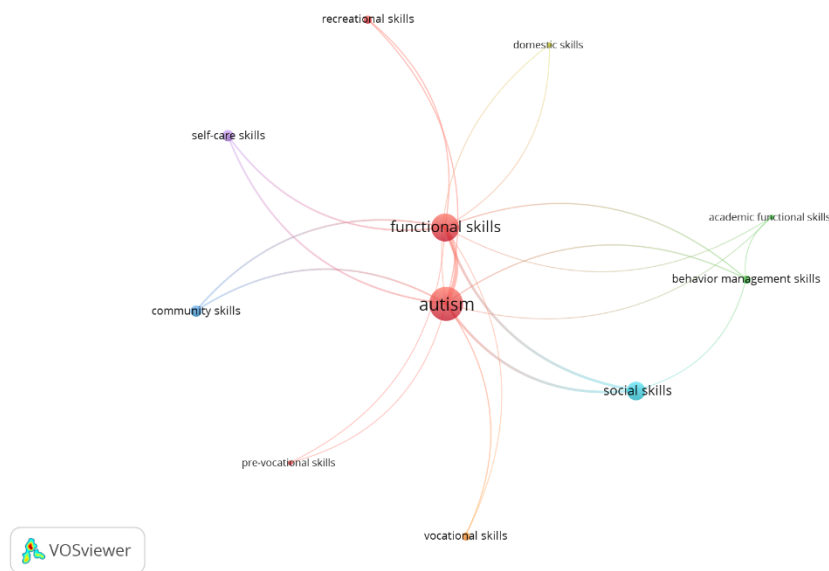 recreational skills
domestic skills
self-care skills
functional skills
academic functional skills
behavior management skills
autism
community skills
social skills
pre-vocational skills
vocational skills
VOSviewer